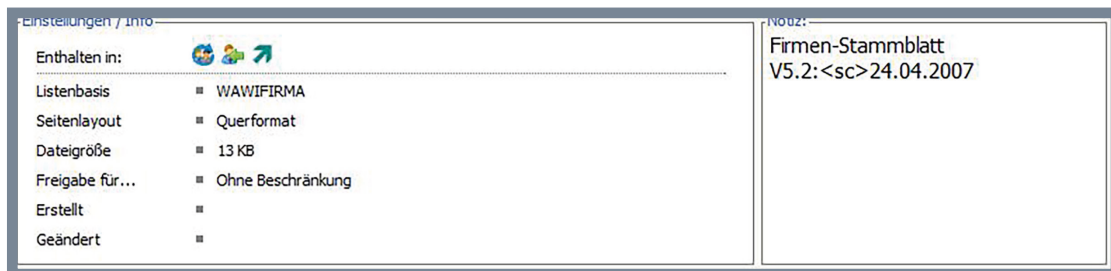 Einstellungen / Info
Enthalten in:
Listenbasis WAWIFIRMA
Seitenlayout Querformat
Dateigröße 13 KB
Freigabe für... Ohne Beschränkung
Erstellt
Geändert
Notiz:
Firmen-Stammblatt
V5.2:<sc>24.04.2007